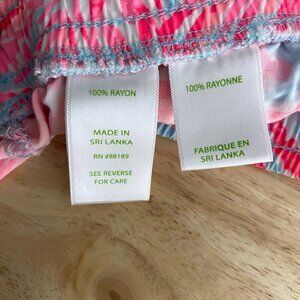 100% RAYON
MADE IN
SRI LANKA
RN #88189
SEE REVERSE
FOR CARE
100% RAYONNE
FABRIQUE EN
SRI LANKA